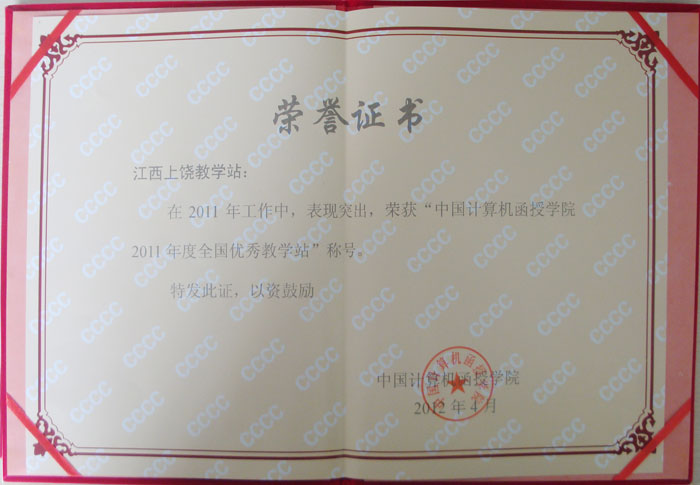 荣誉证书
江西上饶教学站：
在 2011 年工作中，表现突出，荣获“中国计算机函授学院
2011 年度全国优秀教学站”称号。
特发此证，以资鼓励
中国计算机函授学院
2012 年 4 月